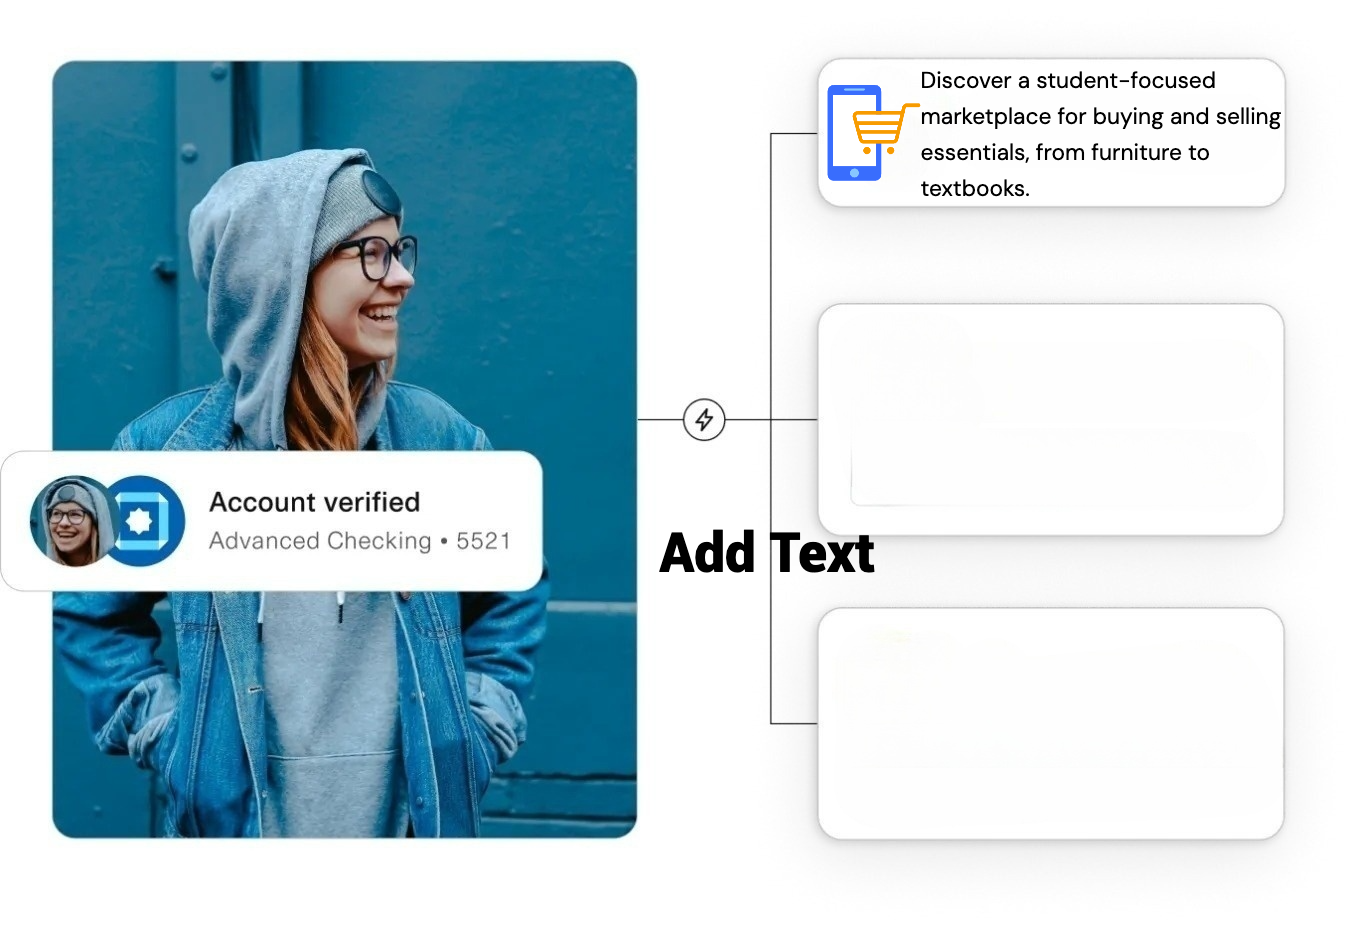 Discover a student-focused
marketplace for buying and selling
essentials, from furniture to
textbooks.
Account verified
Advanced Checking • 5521
Add Text